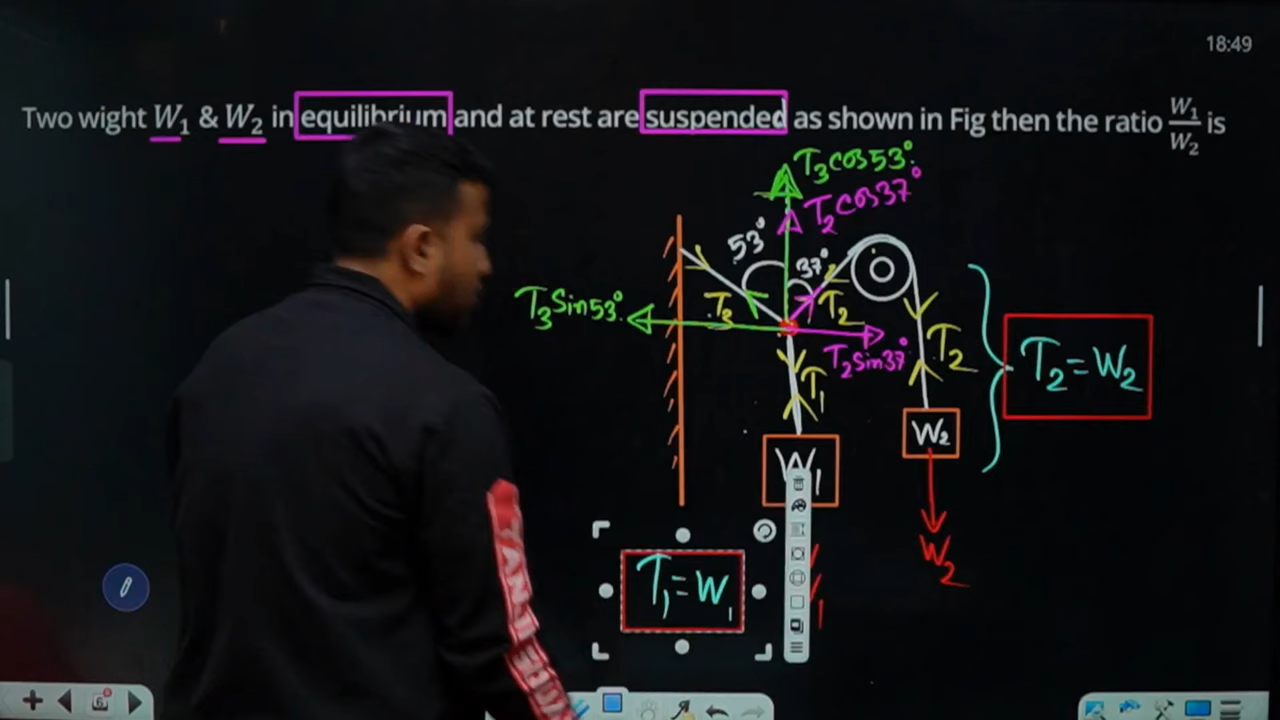 18:49
Two wight W₁ & W₂ in equilibrium and at rest are suspended as shown in Fig then the ratio W₁/W₂ is
T₃cos53°
T₂cos37°
53°
37°
T₃Sin53°
T₃
T₂
T₂Sin37°
T₂
T₂=W₂
T₁
W₂
W₁
W₂
T₁=W₁